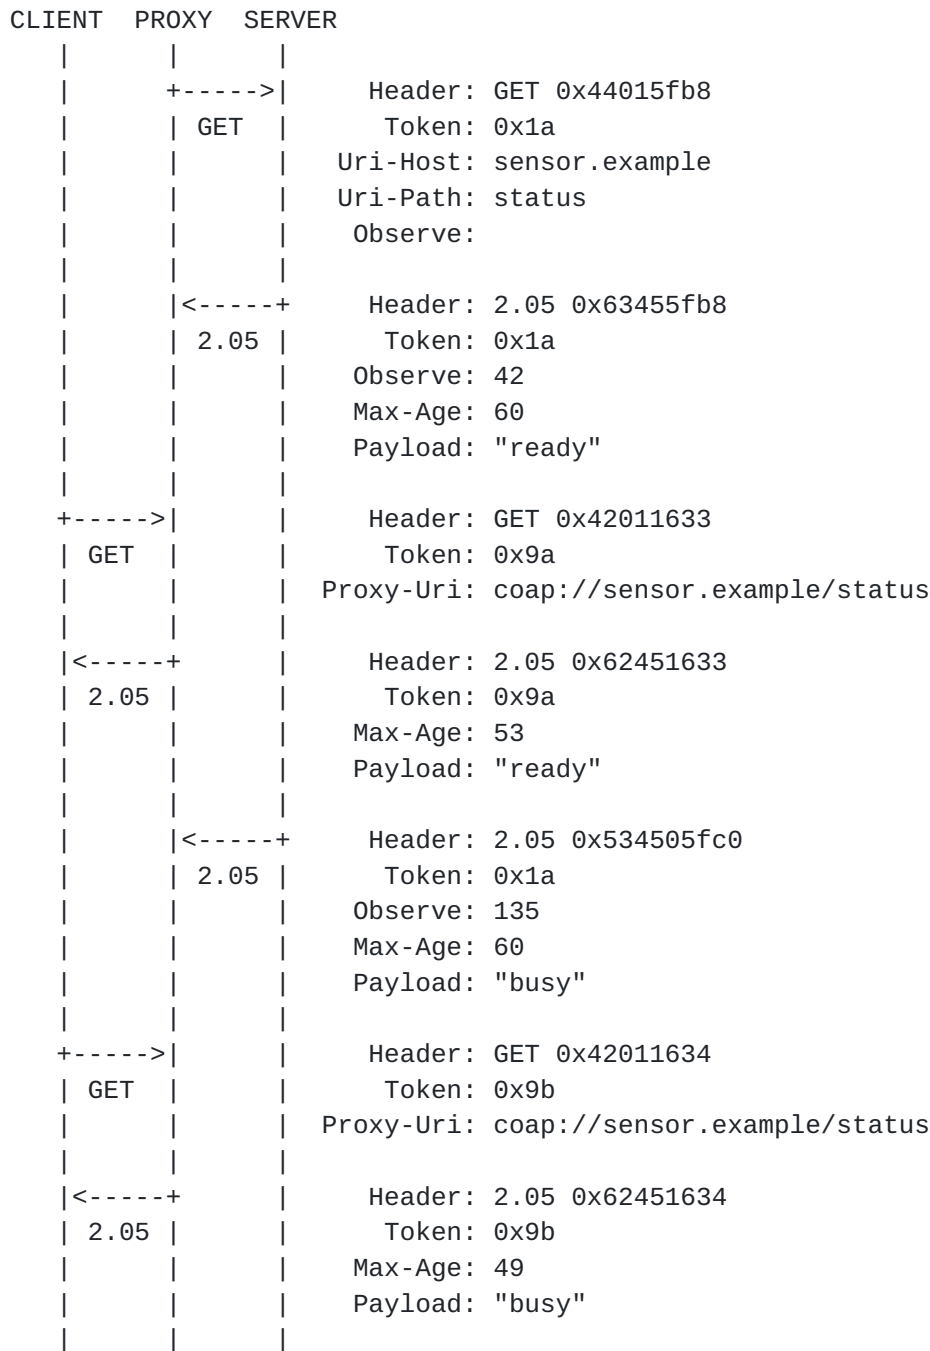 CLIENT  PROXY  SERVER
   |      |      |
   |      +----->|     Header: GET 0x44015fb8
   |      | GET  |      Token: 0x1a
   |      |      |   Uri-Host: sensor.example
   |      |      |   Uri-Path: status
   |      |      |    Observe:
   |      |      |
   |      |<-----+     Header: 2.05 0x63455fb8
   |      | 2.05 |      Token: 0x1a
   |      |      |    Observe: 42
   |      |      |    Max-Age: 60
   |      |      |    Payload: "ready"
   |      |      |
   +----->|      |     Header: GET 0x42011633
   | GET  |      |      Token: 0x9a
   |      |      |  Proxy-Uri: coap://sensor.example/status
   |      |      |
   |<-----+      |     Header: 2.05 0x62451633
   | 2.05 |      |      Token: 0x9a
   |      |      |    Max-Age: 53
   |      |      |    Payload: "ready"
   |      |      |
   |      |<-----+     Header: 2.05 0x534505fc0
   |      | 2.05 |      Token: 0x1a
   |      |      |    Observe: 135
   |      |      |    Max-Age: 60
   |      |      |    Payload: "busy"
   |      |      |
   +----->|      |     Header: GET 0x42011634
   | GET  |      |      Token: 0x9b
   |      |      |  Proxy-Uri: coap://sensor.example/status
   |      |      |
   |<-----+      |     Header: 2.05 0x62451634
   | 2.05 |      |      Token: 0x9b
   |      |      |    Max-Age: 49
   |      |      |    Payload: "busy"
   |      |      |